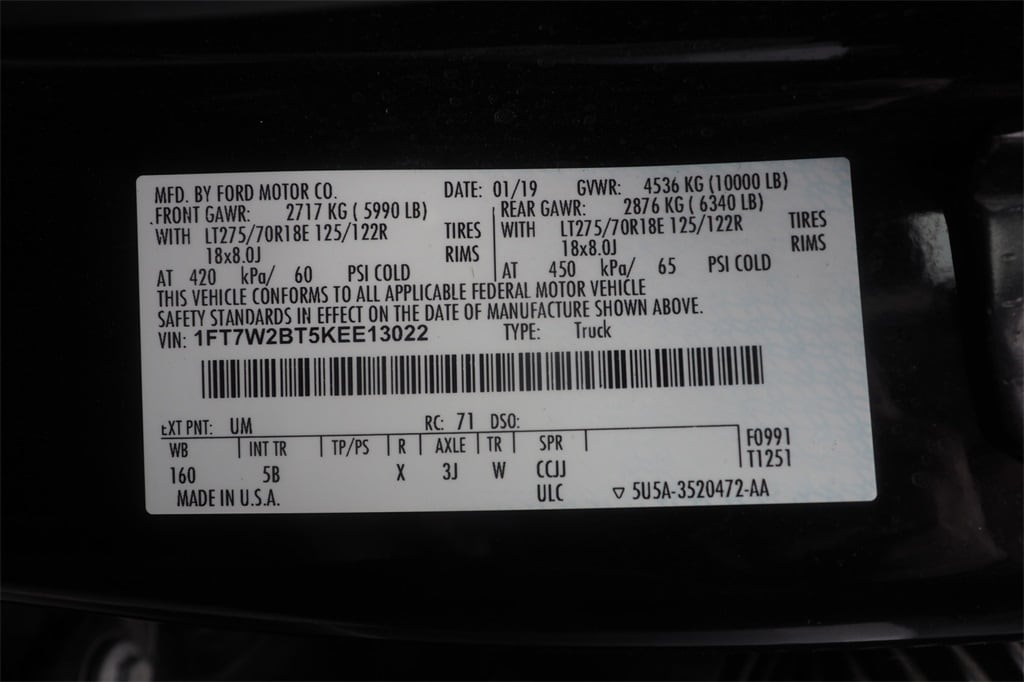 MFD. BY FORD MOTOR CO. DATE: 01/19 GVWR: 4536 KG (10000 LB)
FRONT GAWR: 2717 KG ( 5990 LB) REAR GAWR: 2876 KG ( 6340 LB)
WITH LT275/70R18E 125/122R TIRES WITH LT275/70R18E 125/122R TIRES
18x8.0J RIMS 18x8.0J RIMS
AT 420 kPa/ 60 PSI COLD AT 450 kPa/ 65 PSI COLD
THIS VEHICLE CONFORMS TO ALL APPLICABLE FEDERAL MOTOR VEHICLE
SAFETY STANDARDS IN EFFECT ON THE DATE OF MANUFACTURE SHOWN ABOVE.
VIN: 1FT7W2BT5KEE13022 TYPE: Truck
EXT PNT: UM RC: 71 DSO:
WB INT TR TP/PS R AXLE TR SPR F0991
160 5B X 3J W CCJJ T1251
MADE IN U.S.A. ULC 5U5A-3520472-AA